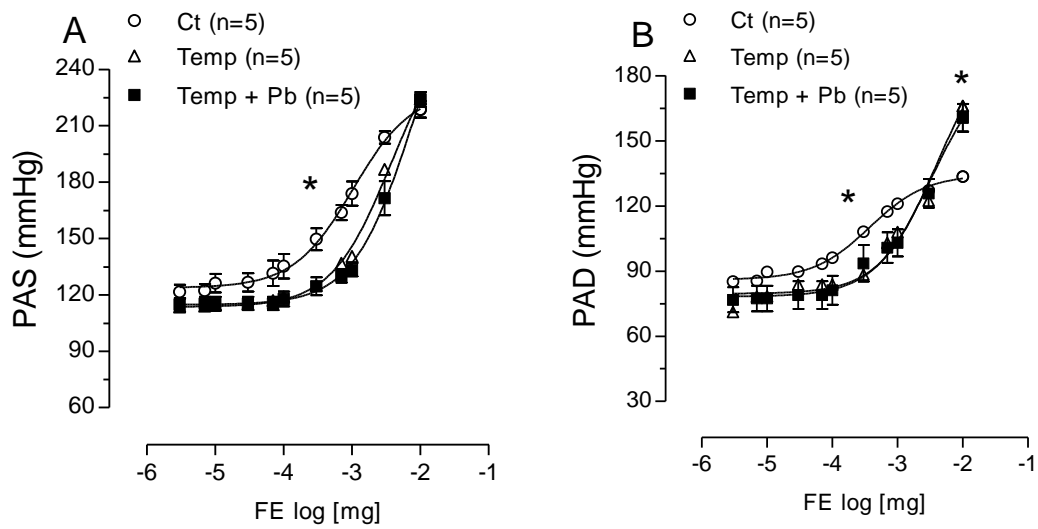 A
Ct (n=5)
Temp (n=5)
Temp + Pb (n=5)
240
210
180
150
120
90
60
PAS (mmHg)
*
-6 -5 -4 -3 -2 -1
FE log [mg]
B
Ct (n=5)
Temp (n=5)
Temp + Pb (n=5)
180
150
120
90
60
30
PAD (mmHg)
*
*
-6 -5 -4 -3 -2 -1
FE log [mg]